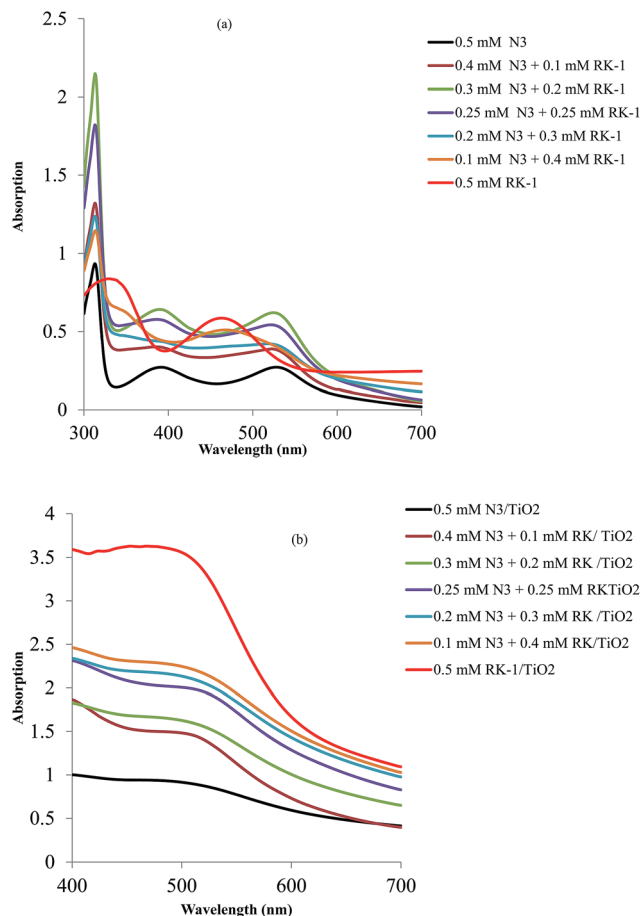 (a)
2.5
2
1.5
1
0.5
0
Absorption
300 400 500 600 700
Wavelength (nm)
0.5 mM N3
0.4 mM N3 + 0.1 mM RK-1
0.3 mM N3 + 0.2 mM RK-1
0.25 mM N3 + 0.25 mM RK-1
0.2 mM N3 + 0.3 mM RK-1
0.1 mM N3 + 0.4 mM RK-1
0.5 mM RK-1
(b)
4
3.5
3
2.5
2
1.5
1
0.5
0
Absorption
400 500 600 700
Wavelength (nm)
0.5 mM N3/TiO2
0.4 mM N3 + 0.1 mM RK/ TiO2
0.3 mM N3 + 0.2 mM RK /TiO2
0.25 mM N3 + 0.25 mM RKTiO2
0.2 mM N3 + 0.3 mM RK /TiO2
0.1 mM N3 + 0.4 mM RK/TiO2
0.5 mM RK-1/TiO2